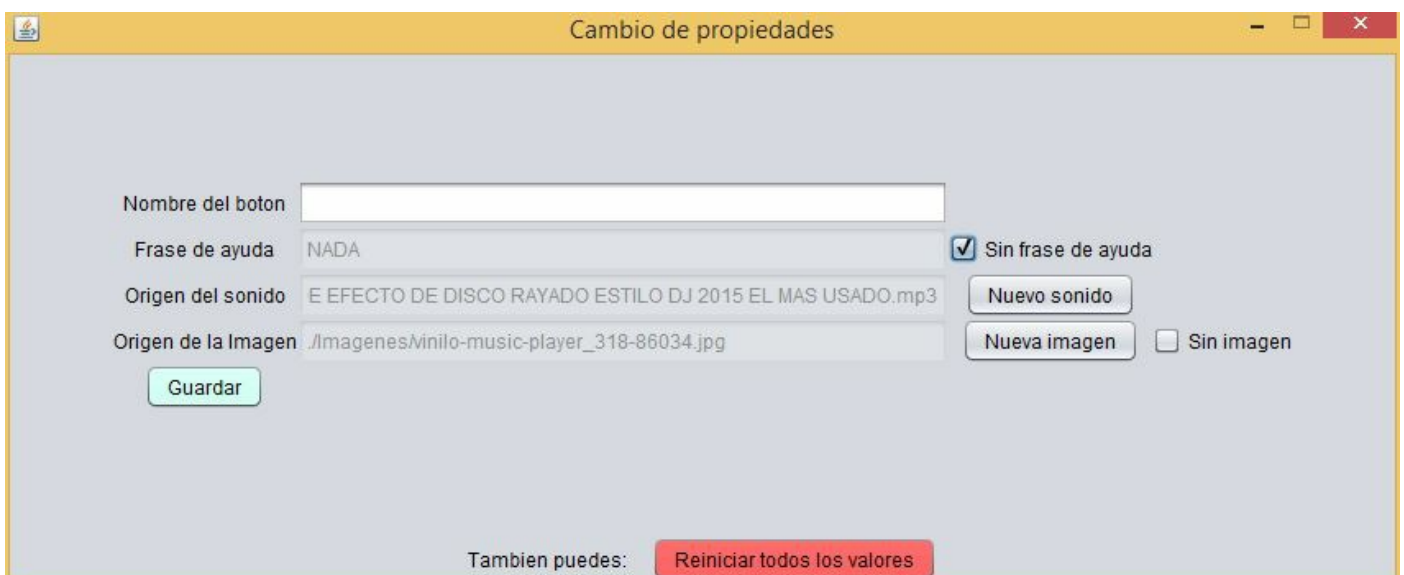 Cambio de propiedades
Nombre del boton
Frase de ayuda NADA Sin frase de ayuda
Origen del sonido E EFECTO DE DISCO RAYADO ESTILO DJ 2015 EL MAS USADO.mp3 Nuevo sonido
Origen de la Imagen ./Imagenes/vinilo-music-player_318-86034.jpg Nueva imagen Sin imagen
Guardar
Tambien puedes: Reiniciar todos los valores